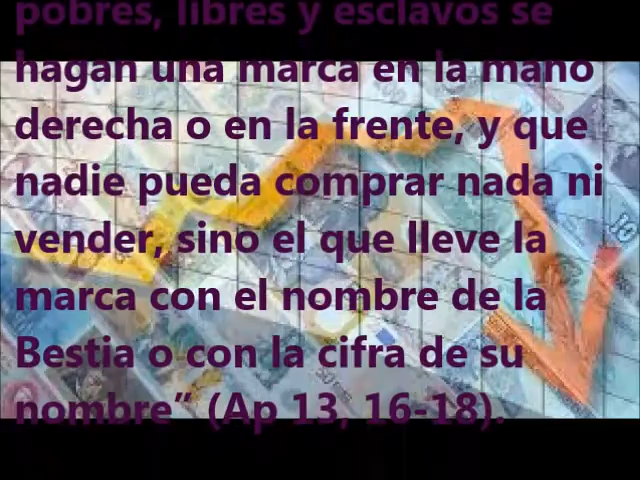 pobres, libres y esclavos se
hagan una marca en la mano
derecha o en la frente, y que
nadie pueda comprar nada ni
vender, sino el que lleve la
marca con el nombre de la
Bestia o con la cifra de su
nombre” (Ap 13, 16-18).